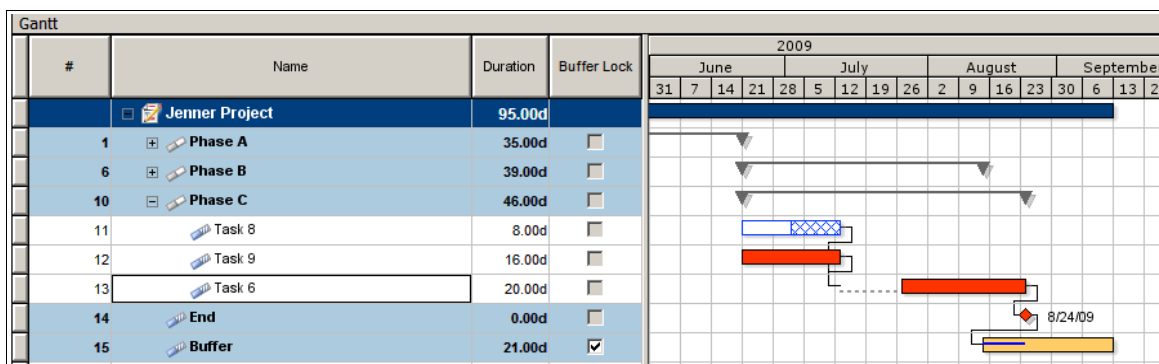 Gantt
# Name Duration Buffer Lock 2009
June July August September
31 7 14 21 28 5 12 19 26 2 9 16 23 30 6 13 2
Jenner Project 95.00d
1 Phase A 35.00d
6 Phase B 39.00d
10 Phase C 46.00d
11 Task 8 8.00d
12 Task 9 16.00d
13 Task 6 20.00d
14 End 0.00d 8/24/09
15 Buffer 21.00d